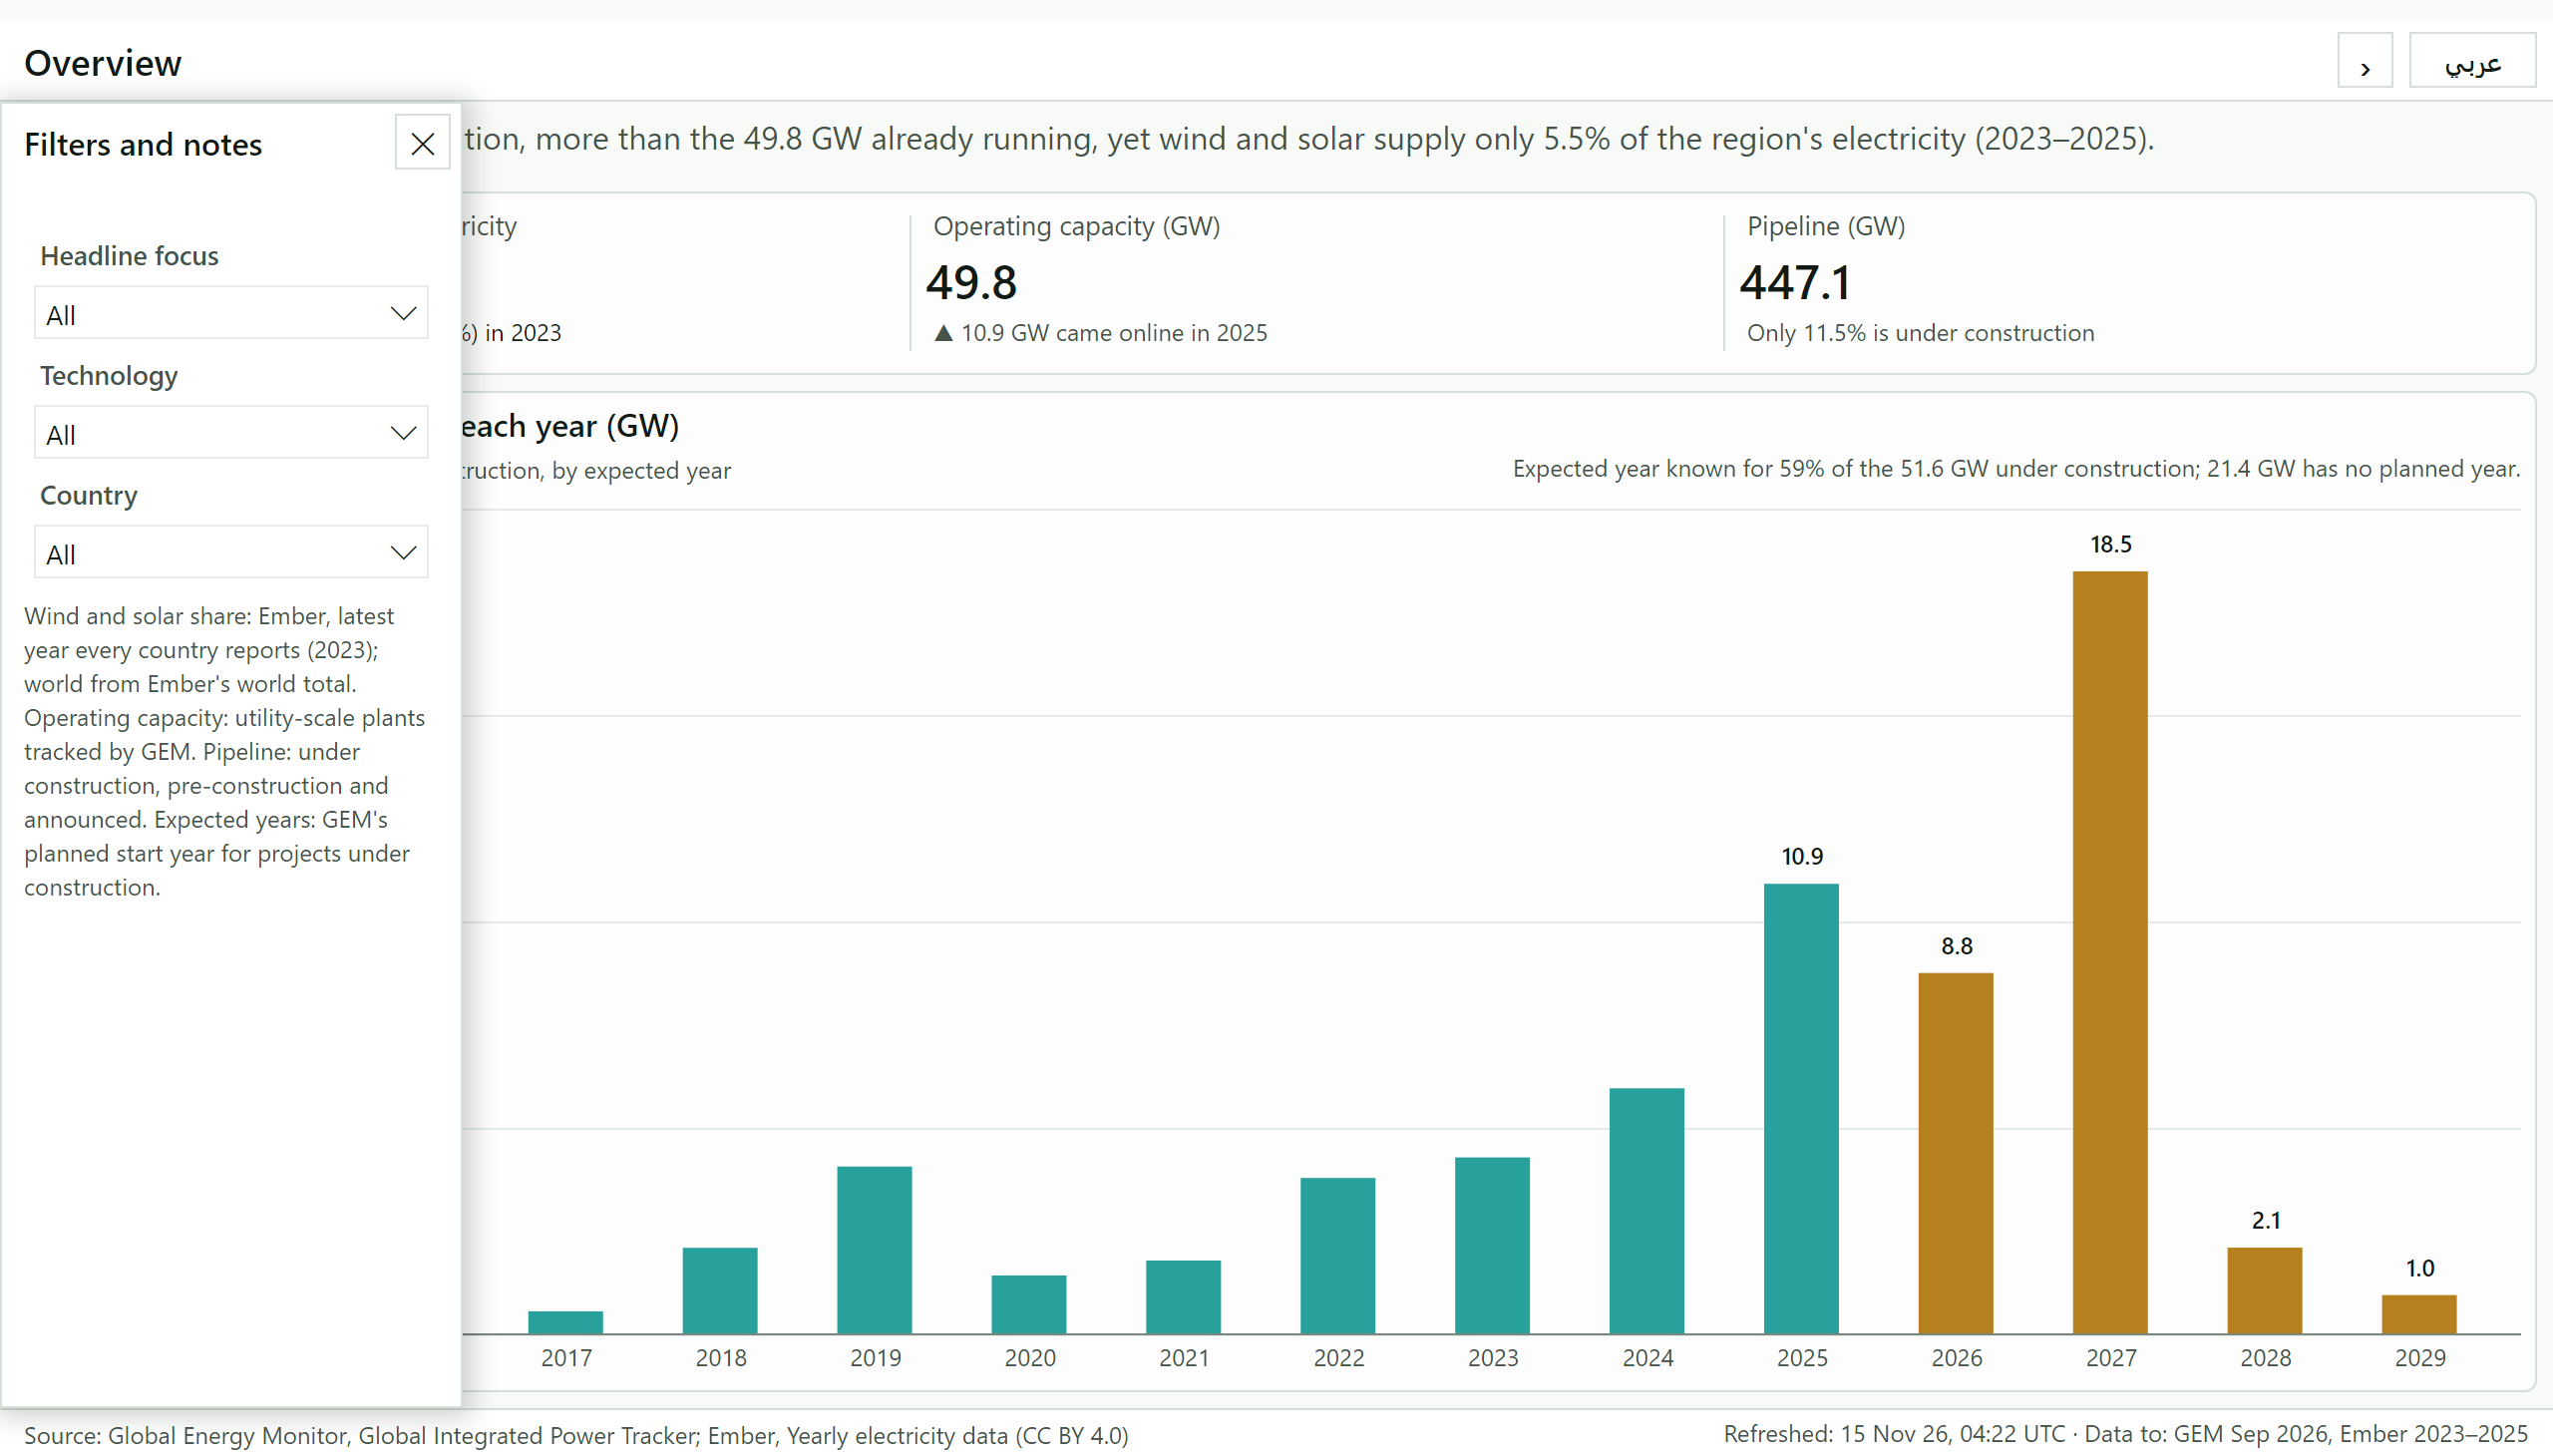 Overview
›
عربي
Filters and notes
tion, more than the 49.8 GW already running, yet wind and solar supply only 5.5% of the region's electricity (2023–2025).
Headline focus
All
Technology
All
Country
All
Wind and solar share: Ember, latest
year every country reports (2023);
world from Ember's world total.
Operating capacity: utility-scale plants
tracked by GEM. Pipeline: under
construction, pre-construction and
announced. Expected years: GEM's
planned start year for projects under
construction.
ricity
%) in 2023
Operating capacity (GW)
49.8
▲ 10.9 GW came online in 2025
Pipeline (GW)
447.1
Only 11.5% is under construction
each year (GW)
truction, by expected year
Expected year known for 59% of the 51.6 GW under construction; 21.4 GW has no planned year.
18.5
10.9
8.8
2.1
1.0
2017 2018 2019 2020 2021 2022 2023 2024 2025 2026 2027 2028 2029
Source: Global Energy Monitor, Global Integrated Power Tracker; Ember, Yearly electricity data (CC BY 4.0)
Refreshed: 15 Nov 26, 04:22 UTC · Data to: GEM Sep 2026, Ember 2023–2025